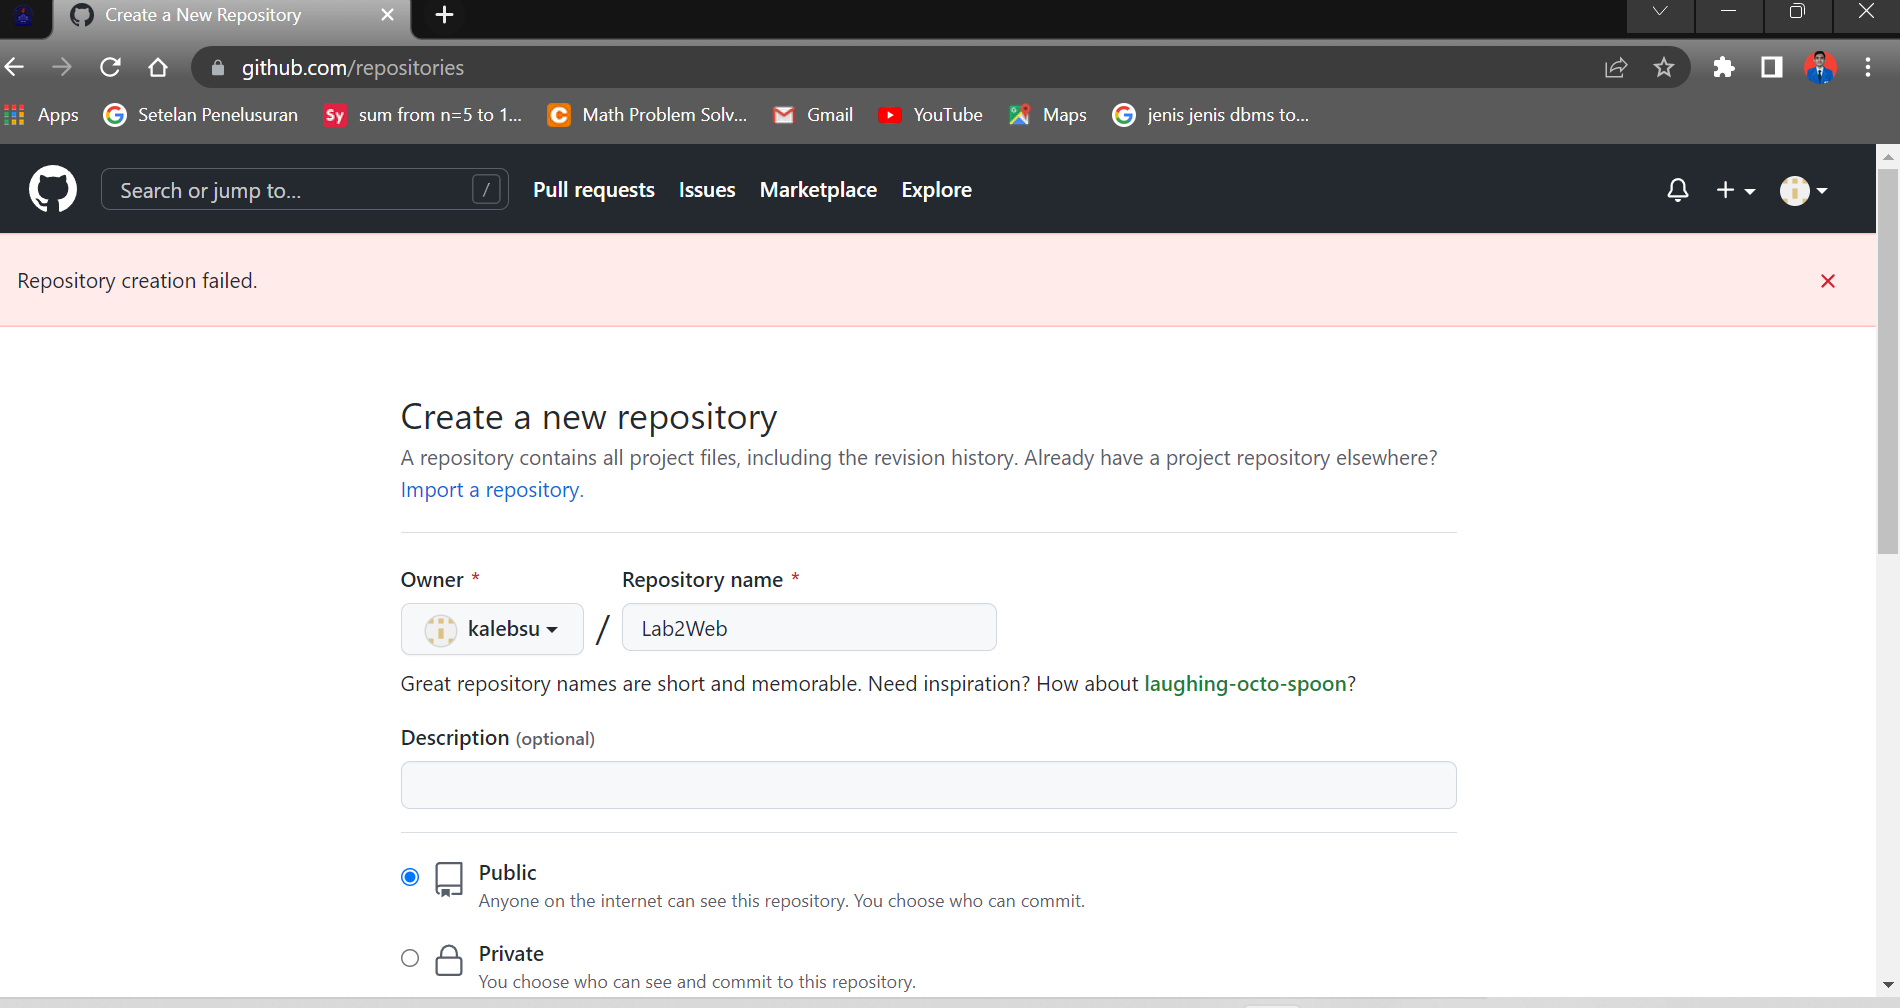 Create a New Repository
github.com/repositories
Apps Setelan Penelusuran Sy sum from n=5 to 1... C Math Problem Solv... Gmail YouTube Maps jenis jenis dbms to...
Search or jump to... / Pull requests Issues Marketplace Explore
Repository creation failed.
Create a new repository
A repository contains all project files, including the revision history. Already have a project repository elsewhere?
Import a repository.
Owner * Repository name *
kalebsu / Lab2Web
Great repository names are short and memorable. Need inspiration? How about laughing-octo-spoon?
Description (optional)
Public
Anyone on the internet can see this repository. You choose who can commit.
Private
You choose who can see and commit to this repository.